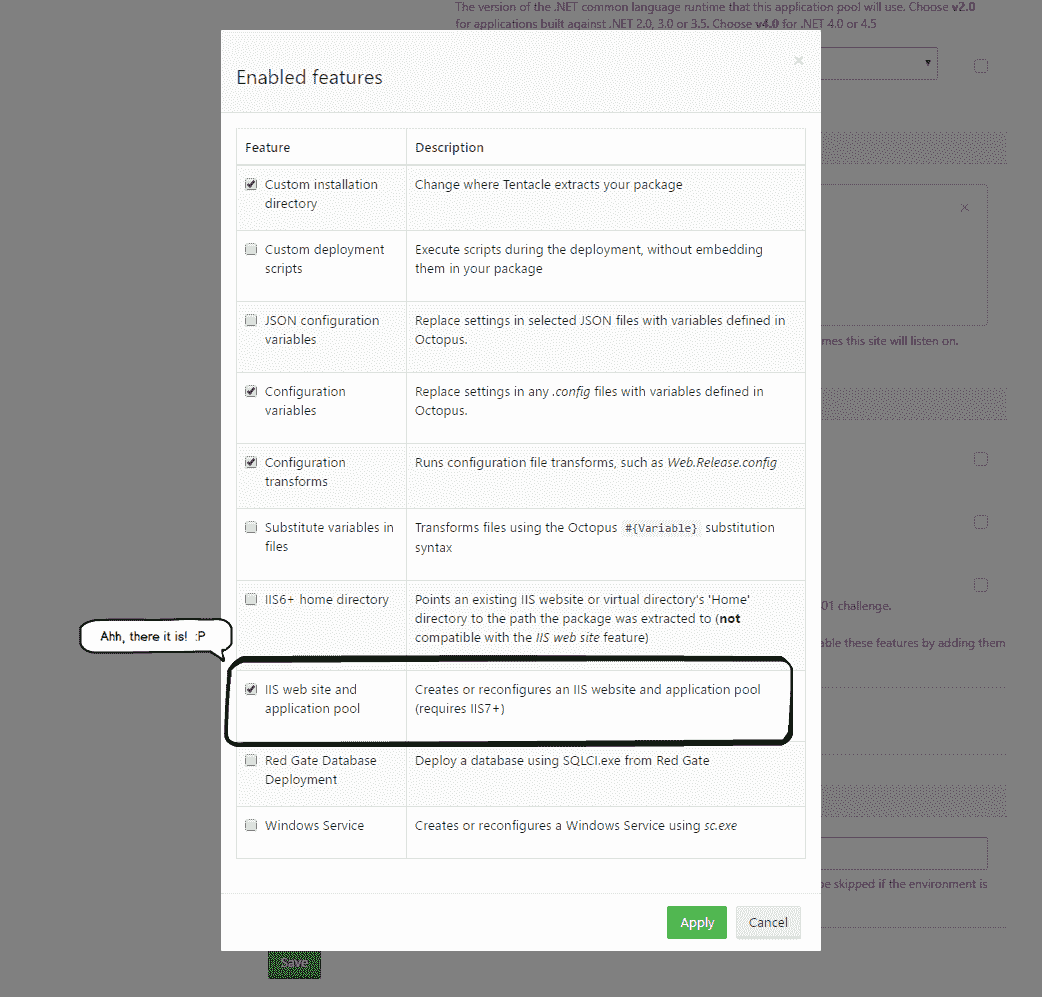 The version of the .NET common language runtime that this application pool will use. Choose v2.0
for applications built against .NET 2.0, 3.0 or 3.5. Choose v4.0 for .NET 4.0 or 4.5
Enabled features
Feature Description
Custom installation Change where Tentacle extracts your package
directory
Custom deployment Execute scripts during the deployment, without embedding
scripts them in your package
JSON configuration Replace settings in selected JSON files with variables defined in
variables Octopus.
mes this site will listen on.
Configuration Replace settings in any .config files with variables defined in
variables Octopus.
Configuration Runs configuration file transforms, such as Web.Release.config
transforms
Substitute variables in Transforms files using the Octopus #{Variable} substitution
files syntax
IIS6+ home directory Points an existing IIS website or virtual directory's 'Home'
directory to the path the package was extracted to (not
compatible with the IIS web site feature)
01 challenge.
able these features by adding them
Ahh, there it is! :P
IIS web site and Creates or reconfigures an IIS website and application pool
application pool (requires IIS7+)
Red Gate Database Deploy a database using SQLCI.exe from Red Gate
Deployment
Windows Service Creates or reconfigures a Windows Service using sc.exe
be skipped if the environment is
Apply Cancel
Save